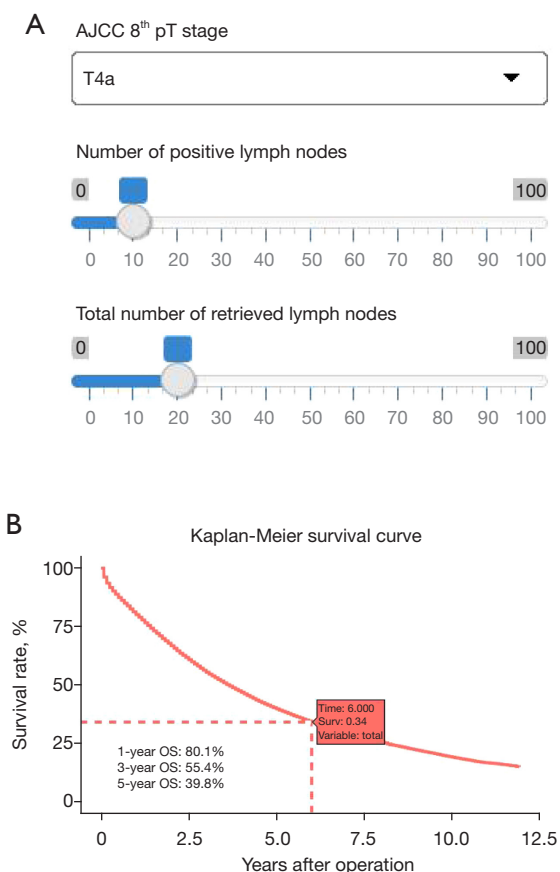 A
AJCC 8th pT stage
T4a
Number of positive lymph nodes
0 100
0 10 20 30 40 50 60 70 80 90 100
Total number of retrieved lymph nodes
0 100
0 10 20 30 40 50 60 70 80 90 100
B
Kaplan-Meier survival curve
Survival rate, %
100
75
50
25
0
Time: 6.000
Surv: 0.34
Variable: total
1-year OS: 80.1%
3-year OS: 55.4%
5-year OS: 39.8%
0 2.5 5.0 7.5 10.0 12.5
Years after operation